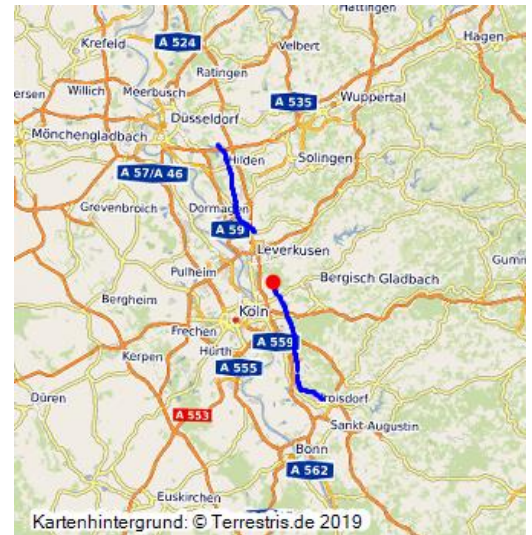 Hattingen
Krefeld
A 524
Velbert
Hagen
Ratingen
Willich
Meerbusch
A 535
Wuppertal
Düsseldorf
Mönchengladbach
Hilden
Solingen
A 57/A 46
Grevenbroich
Dormagen
A 59
Leverkusen
Gumm
Pulheim
Bergisch Gladbach
Bergheim
Köln
Frechen
A 559
Hürth
Kerpen
A 555
Düren
roisdorf
A 553
Sankt Augustin
Bonn
A 562
Euskirchen
Kartenhintergrund: © Terrestris.de 2019